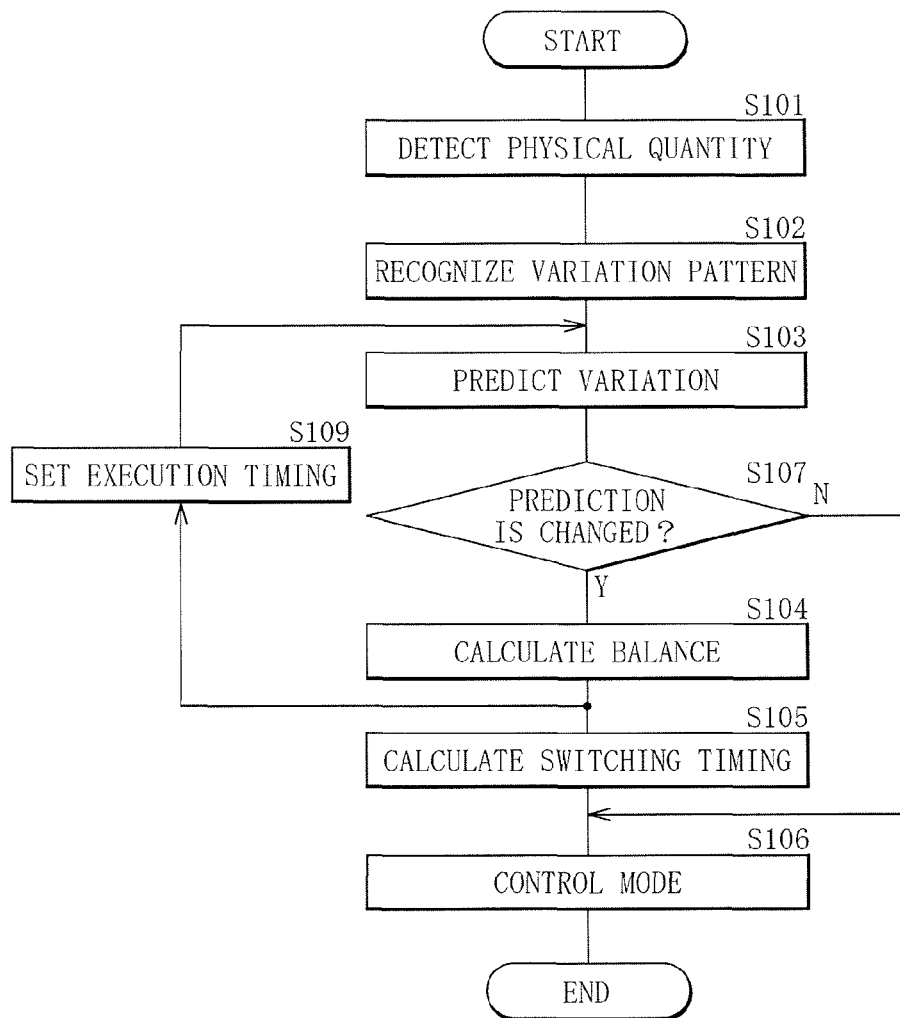 START
S101
DETECT PHYSICAL QUANTITY
S102
RECOGNIZE VARIATION PATTERN
S103
PREDICT VARIATION
S109
SET EXECUTION TIMING
S107
PREDICTION
IS CHANGED?
N
Y
S104
CALCULATE BALANCE
S105
CALCULATE SWITCHING TIMING
S106
CONTROL MODE
END